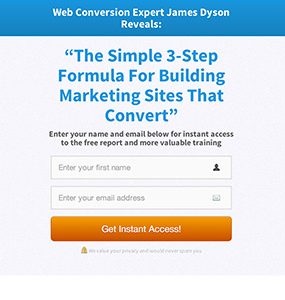 Web Conversion Expert James Dyson
Reveals:
“The Simple 3-Step
Formula For Building
Marketing Sites That
Convert”
Enter your name and email below for instant access
to the free report and more valuable training
Enter your first name
Enter your email address
Get Instant Access!
We value your privacy and would never spam you